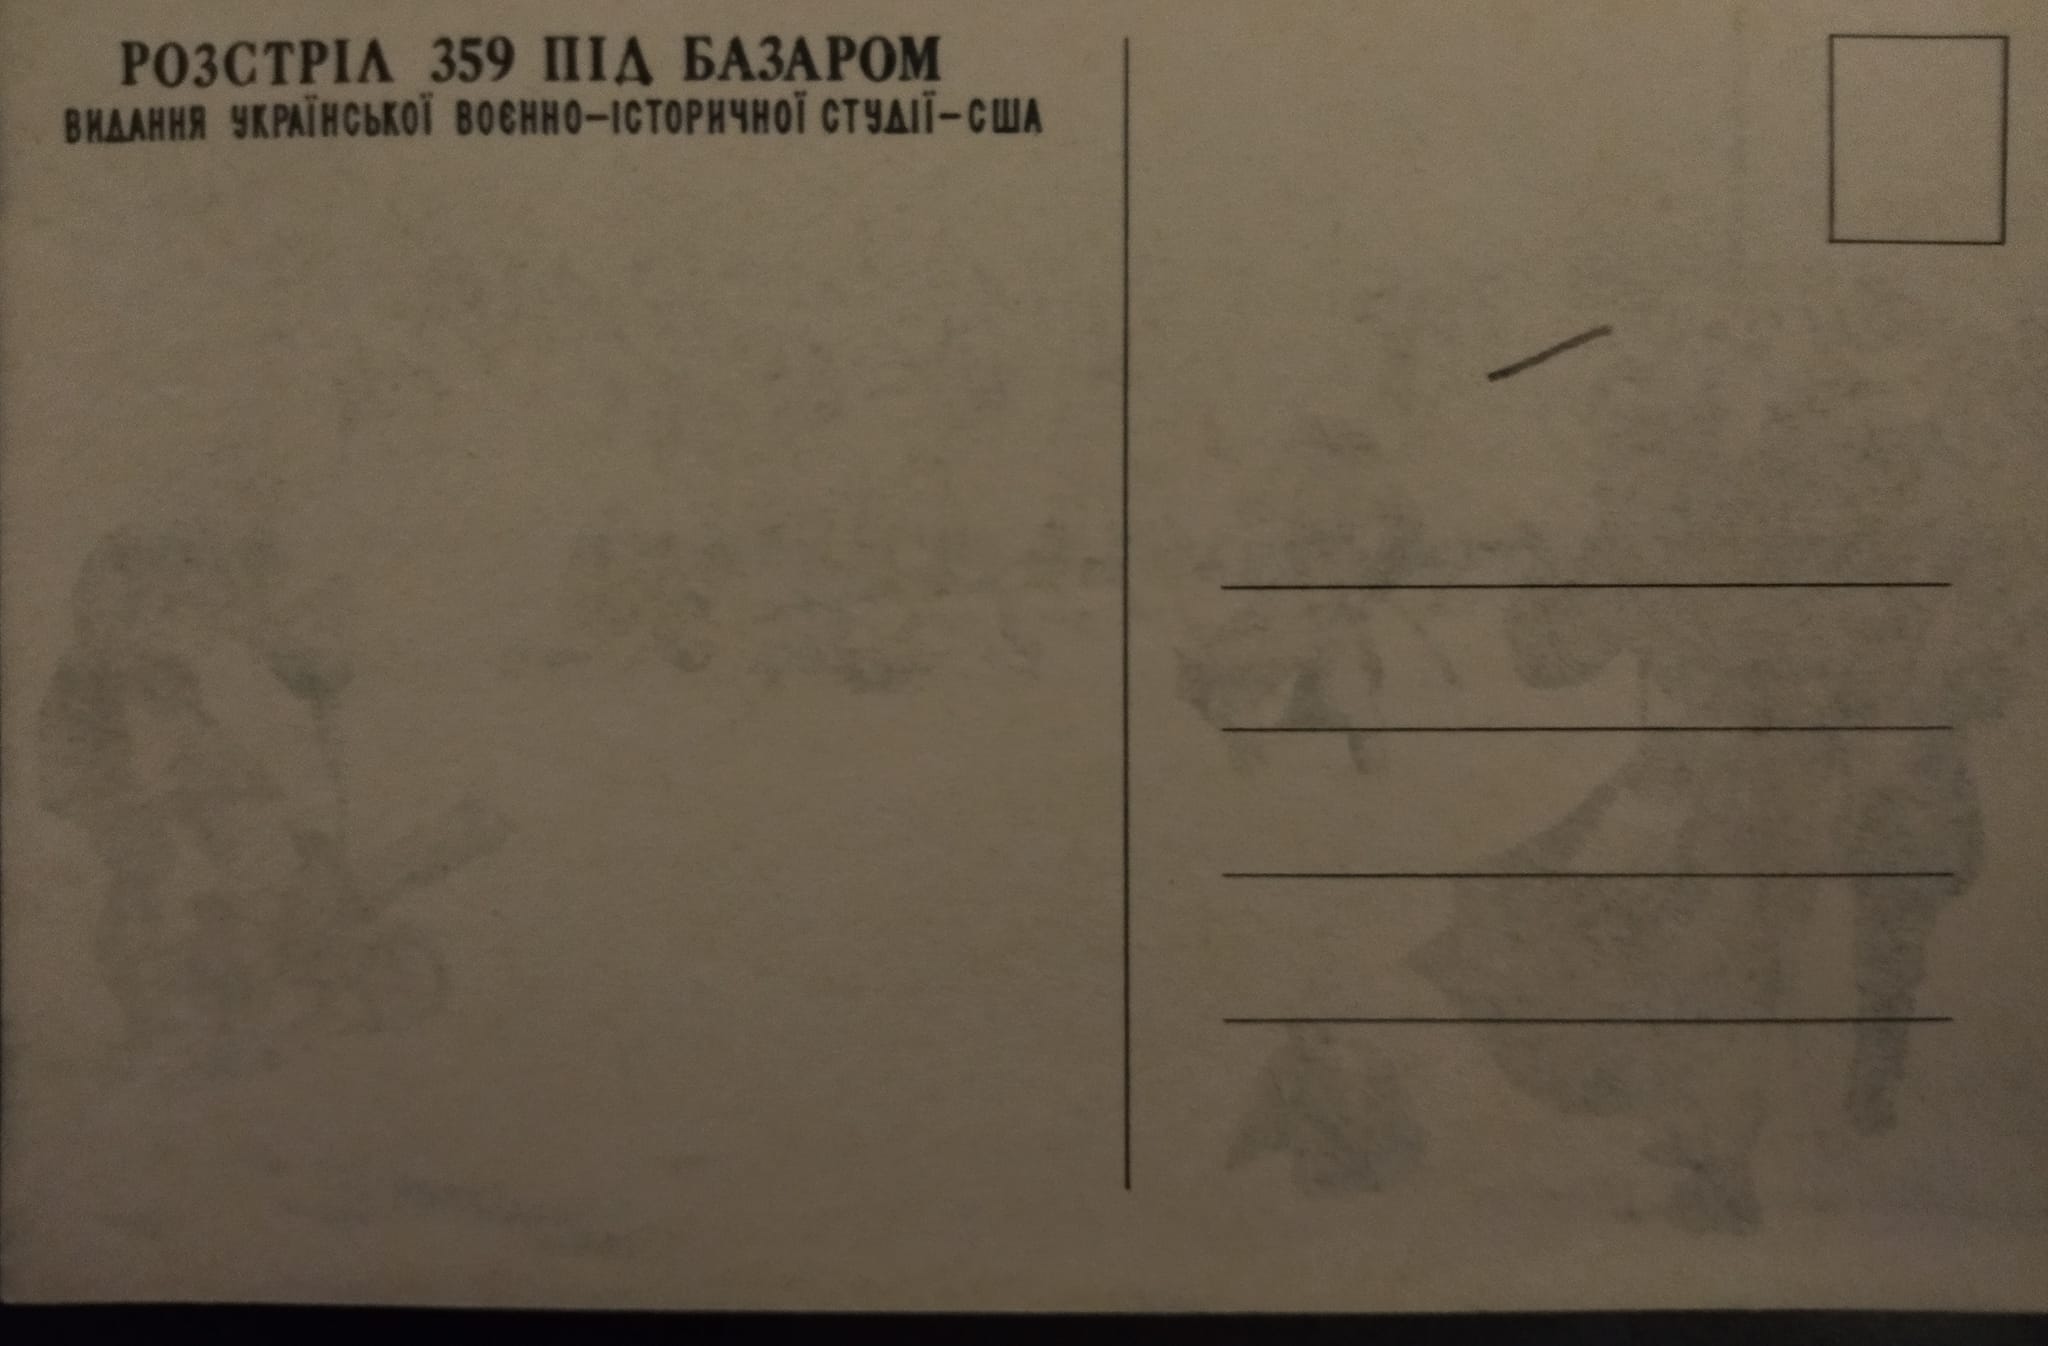 РОЗСТРІЛ 359 ПІД БАЗАРОМ
ВИДАННЯ УКРАЇНСЬКОЇ ВОЄННО-ІСТОРИЧНОЇ СТУДІЇ-США